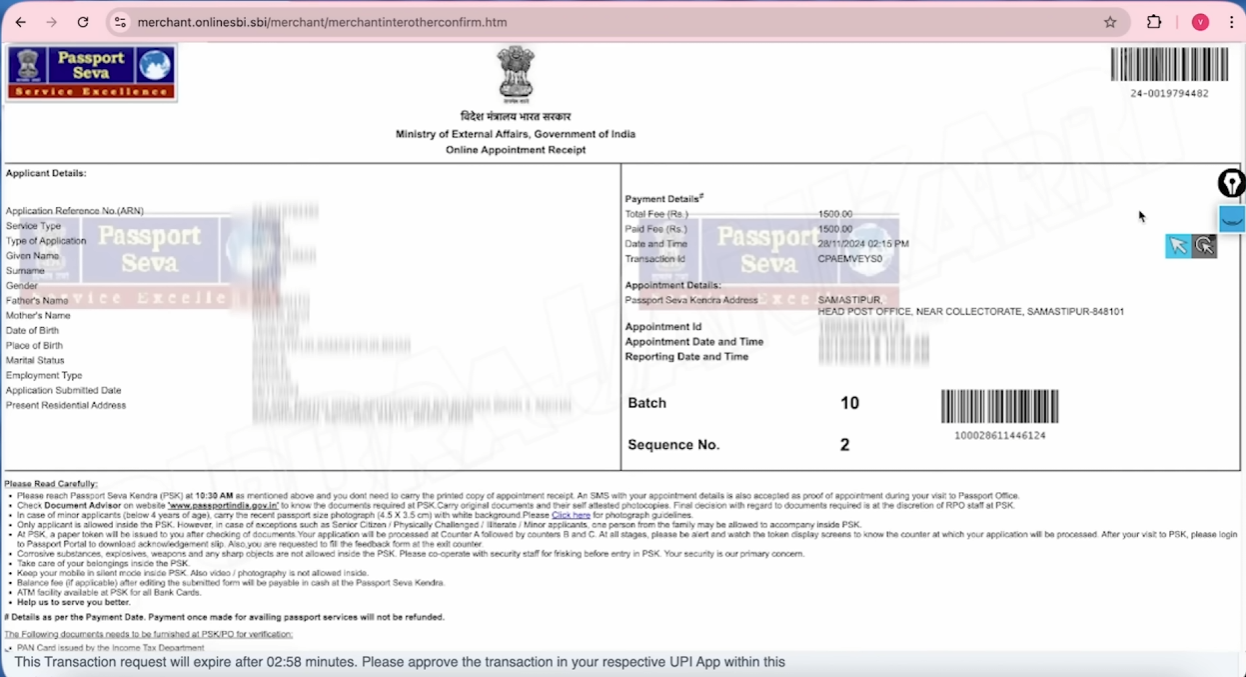 merchant.onlinesbi.sbi/merchant/merchantinterotherconfirm.htm
V
Passport
Seva
Service Excellence
24-0019794482
विदेश मंत्रालय भारत सरकार
Ministry of External Affairs, Government of India
Online Appointment Receipt
Applicant Details:
Application Reference No.(ARN)
Service Type
Type of Application
Given Name
Surname
Gender
Father's Name
Mother's Name
Date of Birth
Place of Birth
Marital Status
Employment Type
Application Submitted Date
Present Residential Address
Passport
Seva
Service Excelle
Payment Details#
Total Fee (Rs.) 1500.00
Paid Fee (Rs.) 1500.00
Date and Time 28/11/2024 02:15 PM
Transaction Id CPAEMVEYS0
Passport
Seva
Appointment Details:
Passport Seva Kendra Address SAMASTIPUR,
HEAD POST OFFICE, NEAR COLLECTORATE, SAMASTIPUR-848101
Appointment Id
Appointment Date and Time
Reporting Date and Time
Batch 10
Sequence No. 2
100028611446124
Please Read Carefully:
• Please reach Passport Seva Kendra (PSK) at 10:30 AM as mentioned above and you dont need to carry the printed copy of appointment receipt. An SMS with your appointment details is also accepted as proof of appointment during your visit to Passport Office.
• Check Document Advisor on website "www.passportindia.gov.in" to know the documents required at PSK.Carry original documents and their self attested photocopies. Final decision with regard to documents required is at the discretion of RPO staff at PSK.
• In case of minor applicants (below 4 years of age), carry the recent passport size photograph (4.5 X 3.5 cm) with white background.Please Click here for photograph guidelines.
• Only applicant is allowed inside the PSK. However, in case of exceptions such as Senior Citizen / Physically Challenged / Illiterate / Minor applicants, one person from the family may be allowed to accompany inside PSK.
• At PSK, a paper token will be issued to you after checking of documents.Your application will be processed at Counter A followed by counters B and C. At all stages, please be alert and watch the token display screens to know the counter at which your application will be processed. After your visit to PSK, please login
to Passport Portal to download acknowledgement slip. Also,you are requested to fill the feedback form at the exit counter.
• Corrosive substances, explosives, weapons and any sharp objects are not allowed inside the PSK. Please co-operate with security staff for frisking before entry in PSK. Your security is our primary concern.
• Take care of your belongings inside the PSK.
• Keep your mobile in silent mode inside PSK. Also video / photography is not allowed inside.
• Balance fee (if applicable) after editing the submitted form will be payable in cash at the Passport Seva Kendra.
• ATM facility available at PSK for all Bank Cards.
• Help us to serve you better.
# Details as per the Payment Date. Payment once made for availing passport services will not be refunded.
The Following documents needs to be furnished at PSK/PO for verification:
• PAN Card issued by the Income Tax Department
This Transaction request will expire after 02:58 minutes. Please approve the transaction in your respective UPI App within this